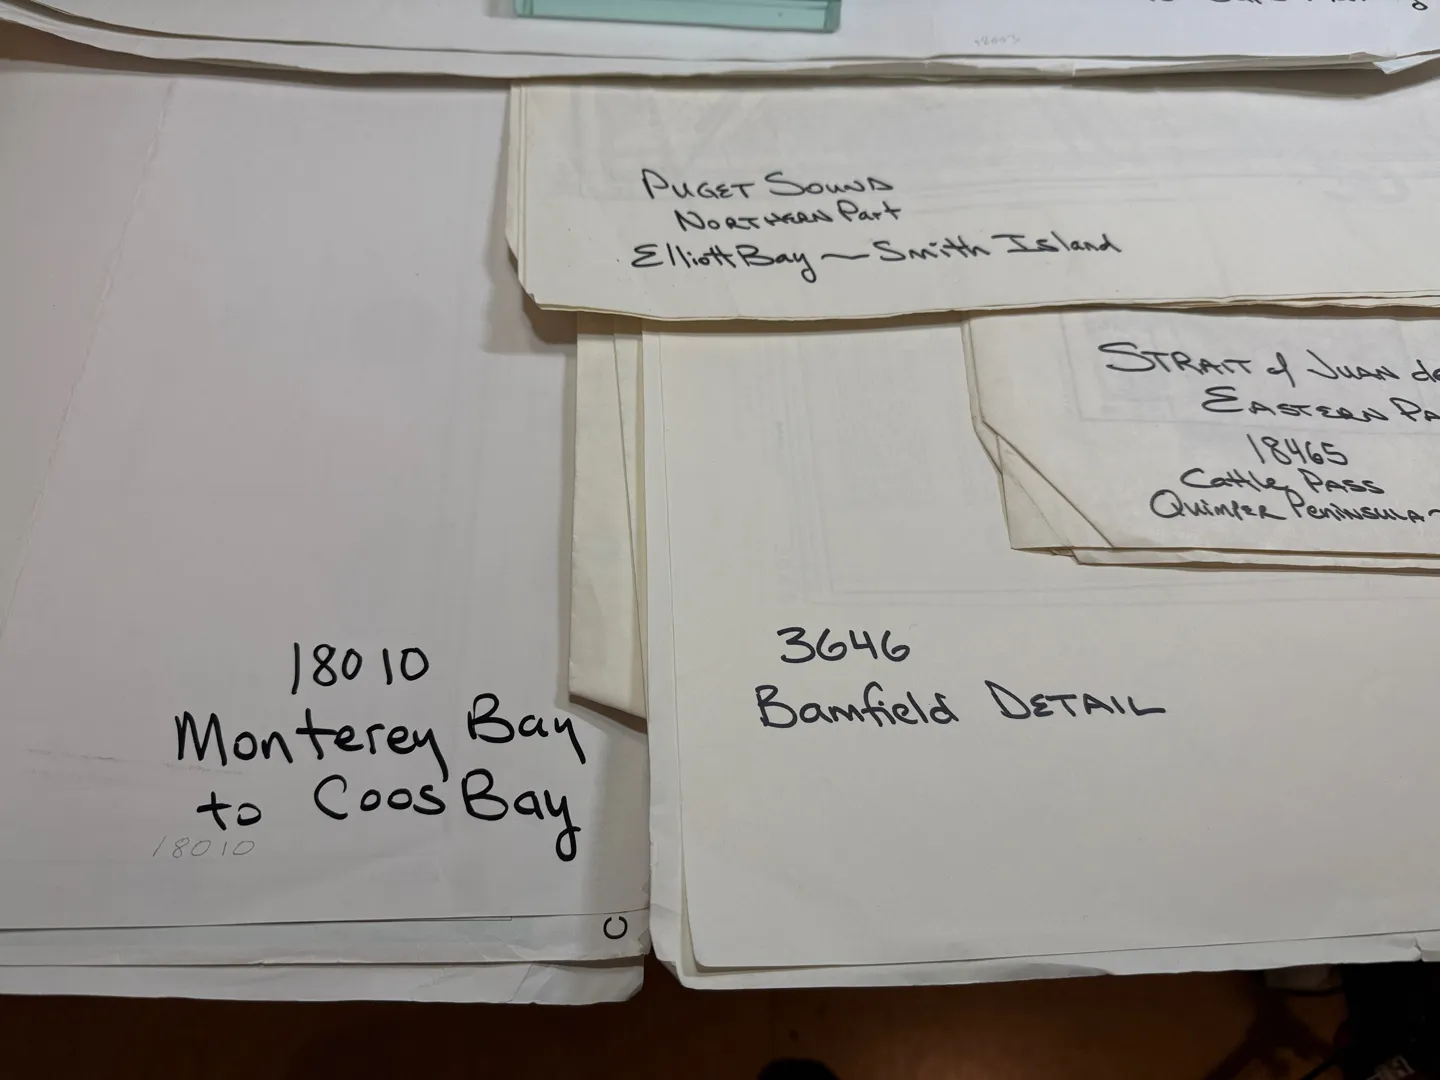 Puget Sound
Northern Part
Elliott Bay ~ Smith Island
Strait of Juan de
Eastern
18465
Cattle Pass
Quimper Peninsula ~
3646
Bamfield Detail
18010
Monterey Bay
to Coos Bay
18010